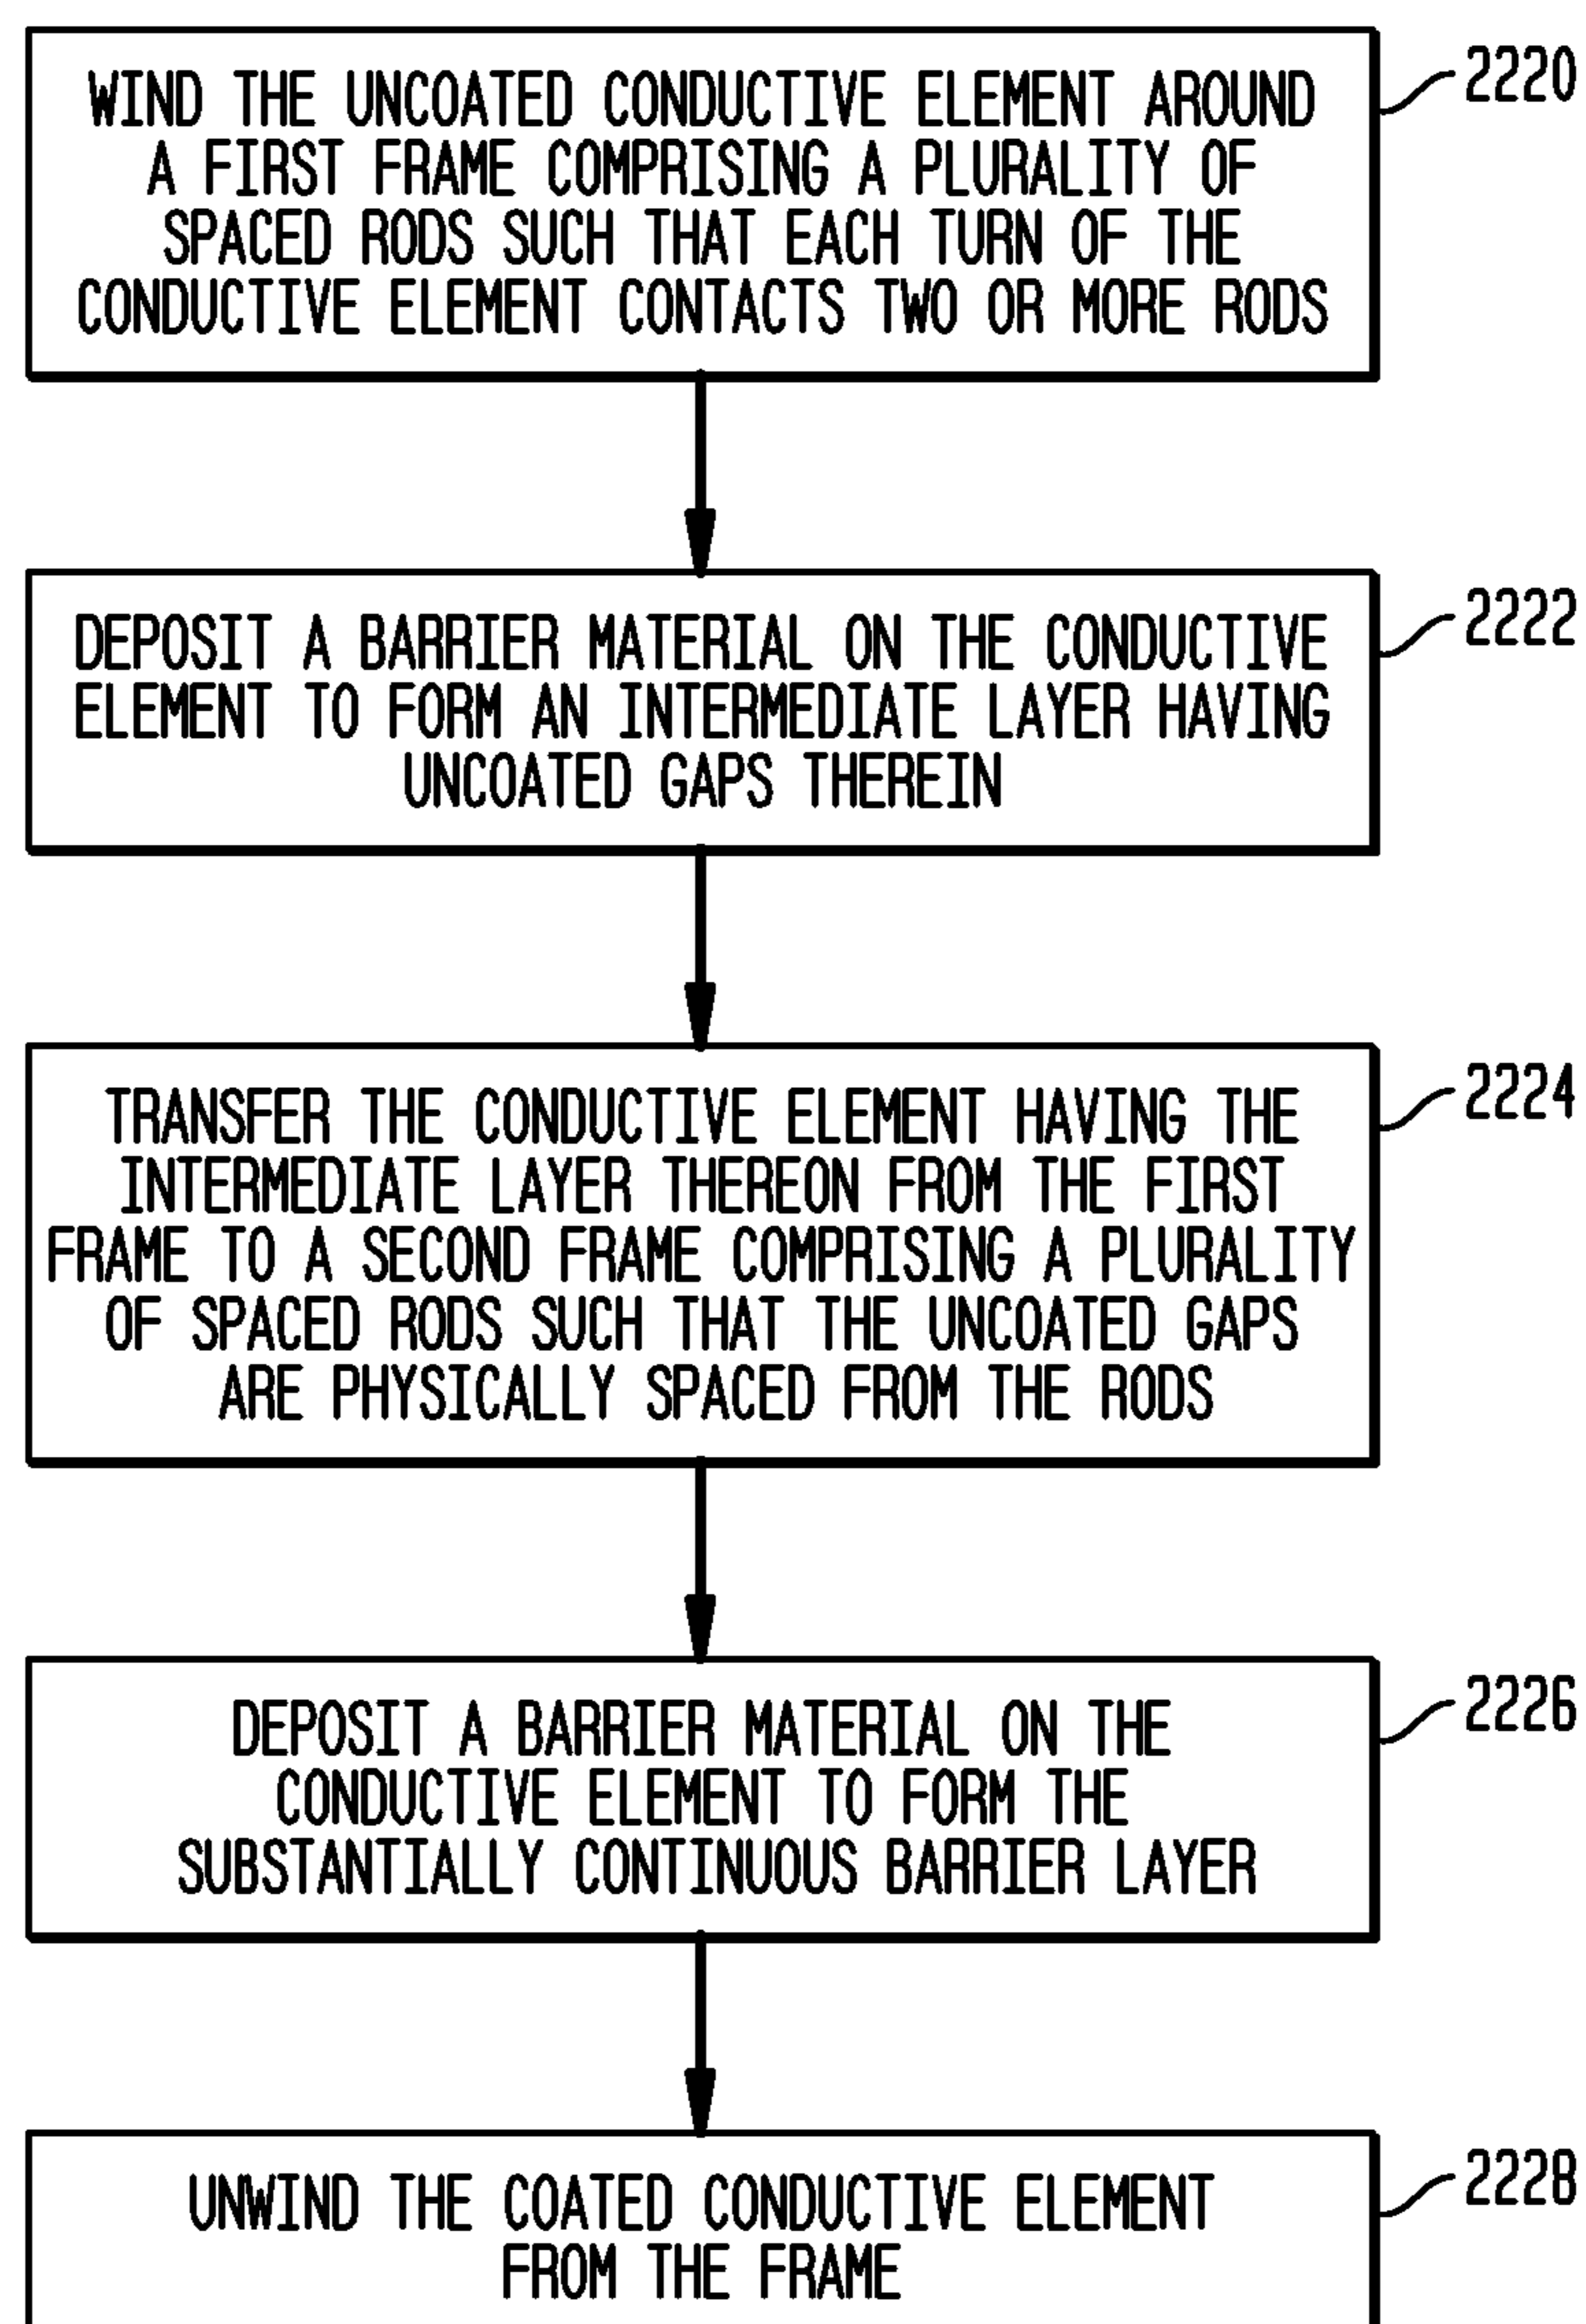 WIND THE UNCOATED CONDUCTIVE ELEMENT AROUND
A FIRST FRAME COMPRISING A PLURALITY OF
SPACED RODS SUCH THAT EACH TURN OF THE
CONDUCTIVE ELEMENT CONTACTS TWO OR MORE RODS
2220
DEPOSIT A BARRIER MATERIAL ON THE CONDUCTIVE
ELEMENT TO FORM AN INTERMEDIATE LAYER HAVING
UNCOATED GAPS THEREIN
2222
TRANSFER THE CONDUCTIVE ELEMENT HAVING THE
INTERMEDIATE LAYER THEREON FROM THE FIRST
FRAME TO A SECOND FRAME COMPRISING A PLURALITY
OF SPACED RODS SUCH THAT THE UNCOATED GAPS
ARE PHYSICALLY SPACED FROM THE RODS
2224
DEPOSIT A BARRIER MATERIAL ON THE
CONDUCTIVE ELEMENT TO FORM THE
SUBSTANTIALLY CONTINUOUS BARRIER LAYER
2226
UNWIND THE COATED CONDUCTIVE ELEMENT
FROM THE FRAME
2228